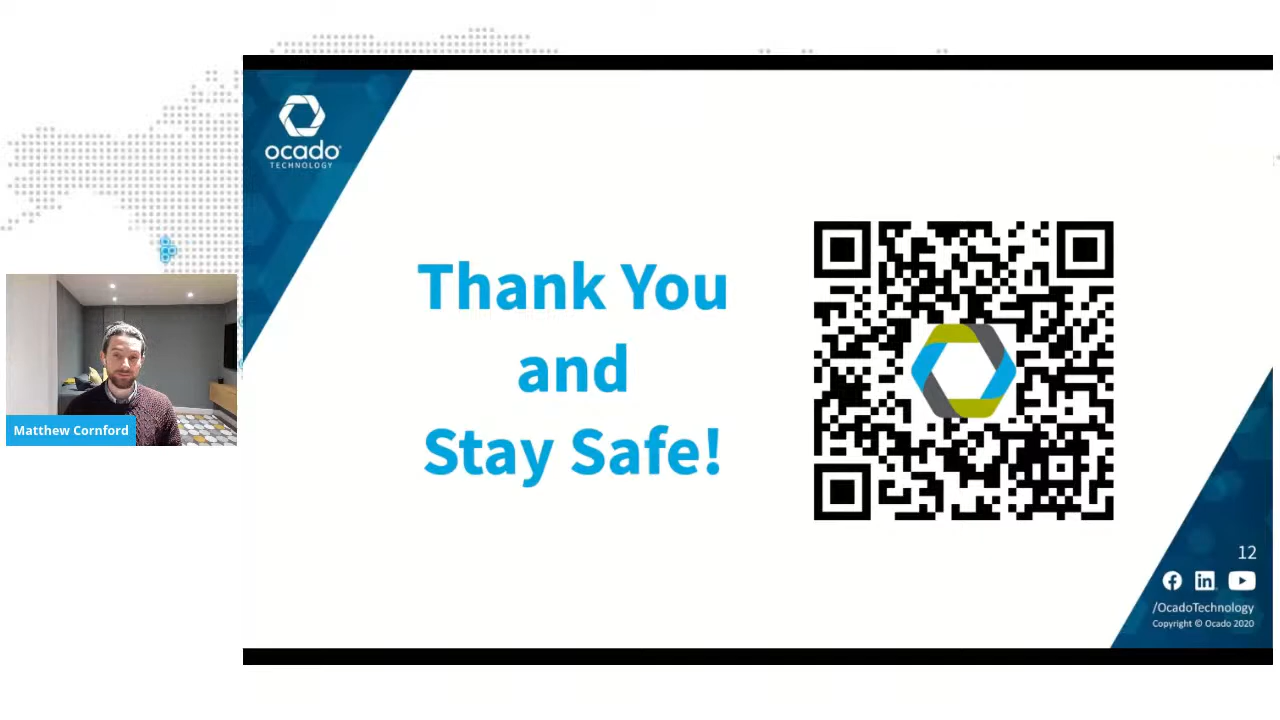 ocado
TECHNOLOGY
Thank You
and
Stay Safe!
Matthew Cornford
12
/OcadoTechnology
Copyright © Ocado 2020